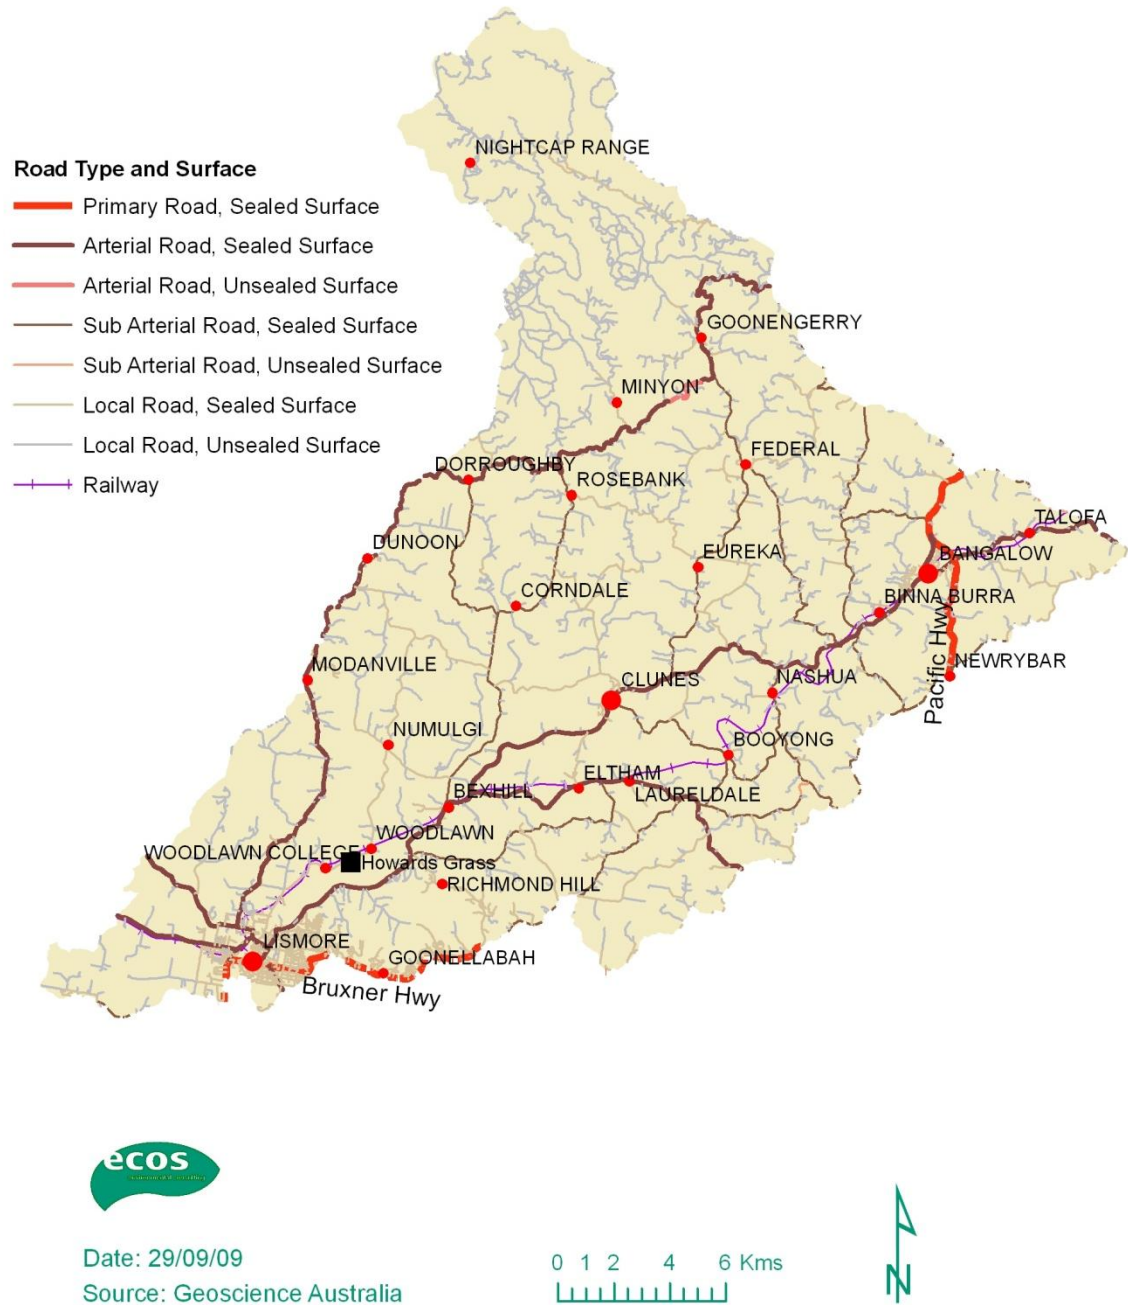 NIGHTCAP RANGE
Road Type and Surface
Primary Road, Sealed Surface
Arterial Road, Sealed Surface
Arterial Road, Unsealed Surface
Sub Arterial Road, Sealed Surface
Sub Arterial Road, Unsealed Surface
Local Road, Sealed Surface
Local Road, Unsealed Surface
Railway
GOONENGERRY
MINYON
FEDERAL
DORROUGHBY
ROSEBANK
TALOFA
DUNOON
EUREKA
BANGALOW
CORNDALE
BINNA BURRA
MODANVILLE
CLUNES
NASHUA
Pacific Hwy
NEWRYBAR
NUMULGI
BOOYONG
BEXHILL
ELTHAM
LAURELDALE
WOODLAWN
WOODLAWN COLLEGE
Howards Grass
RICHMOND HILL
LISMORE
GOONELLABAH
Bruxner Hwy
ecos
Date: 29/09/09
Source: Geoscience Australia
0 1 2 4 6 Kms
N